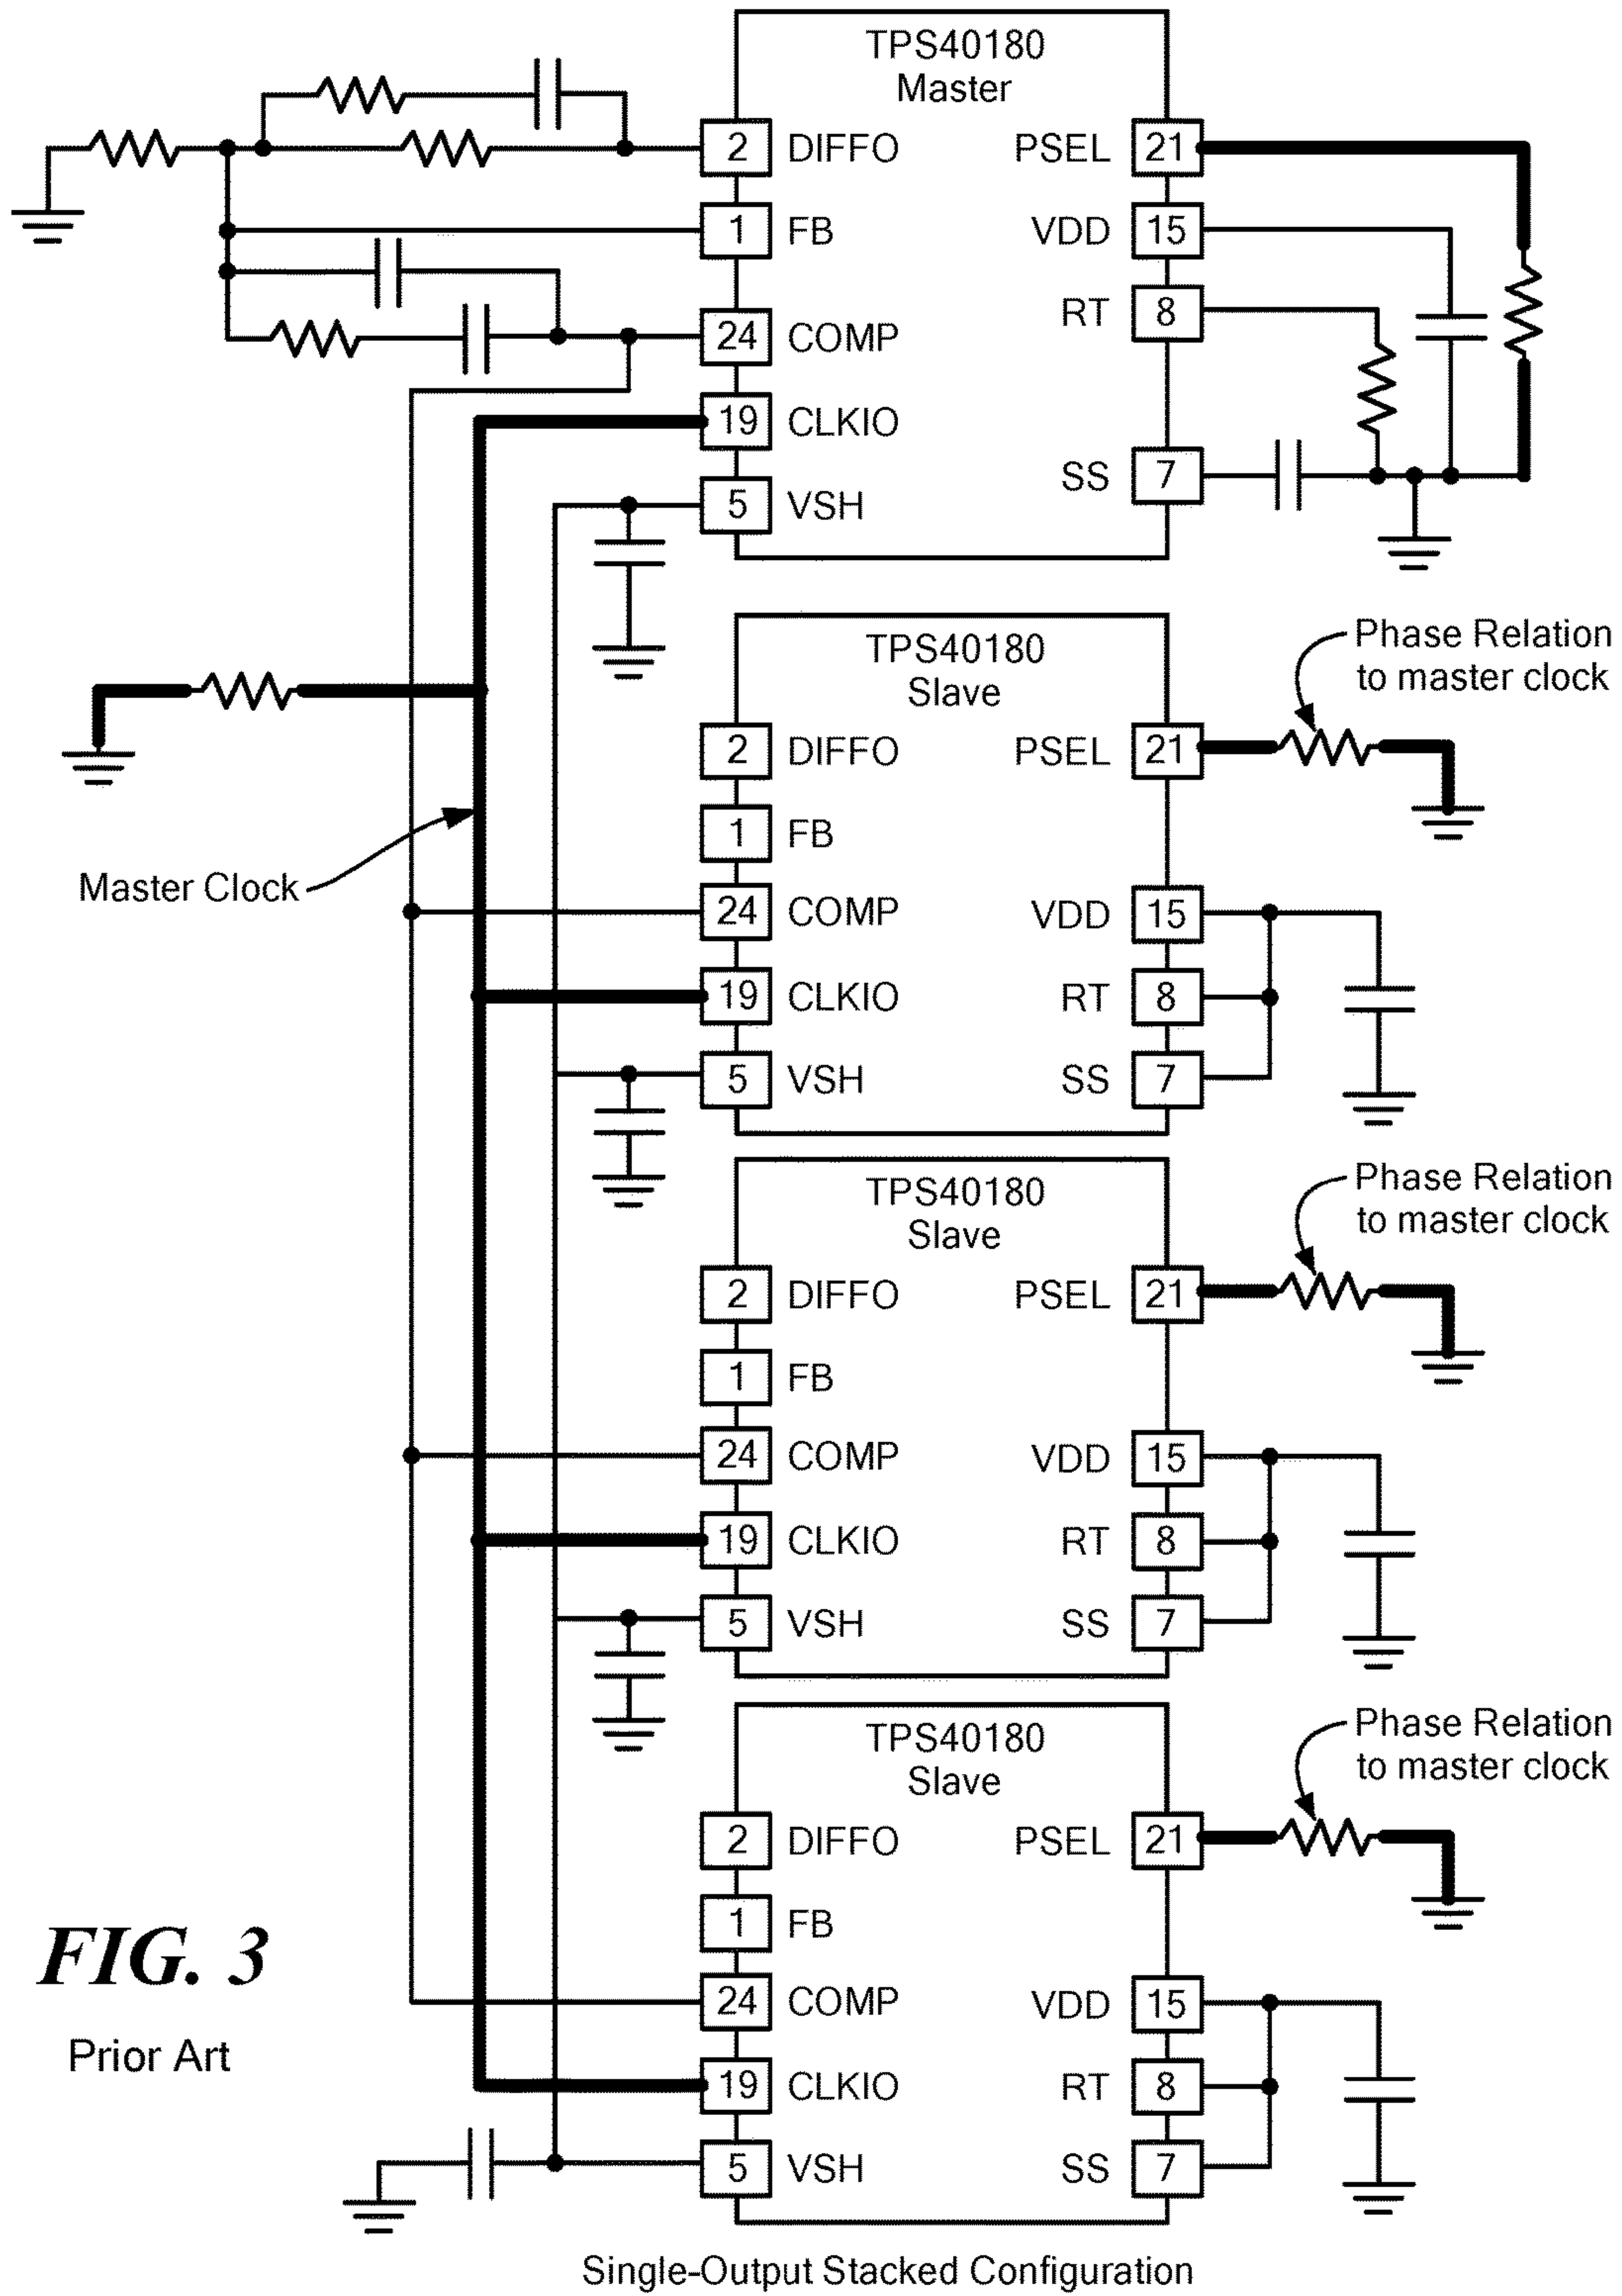 TPS40180
Master
2 DIFFO PSEL 21
1 FB VDD 15
RT 8
24 COMP
19 CLKIO
SS 7
5 VSH
TPS40180
Slave
Phase Relation
to master clock
2 DIFFO PSEL 21
1 FB
Master Clock
24 COMP VDD 15
19 CLKIO RT 8
5 VSH SS 7
TPS40180
Slave
Phase Relation
to master clock
2 DIFFO PSEL 21
1 FB
24 COMP VDD 15
19 CLKIO RT 8
5 VSH SS 7
TPS40180
Slave
Phase Relation
to master clock
2 DIFFO PSEL 21
1 FB
FIG. 3
24 COMP VDD 15
Prior Art
19 CLKIO RT 8
5 VSH SS 7
Single-Output Stacked Configuration